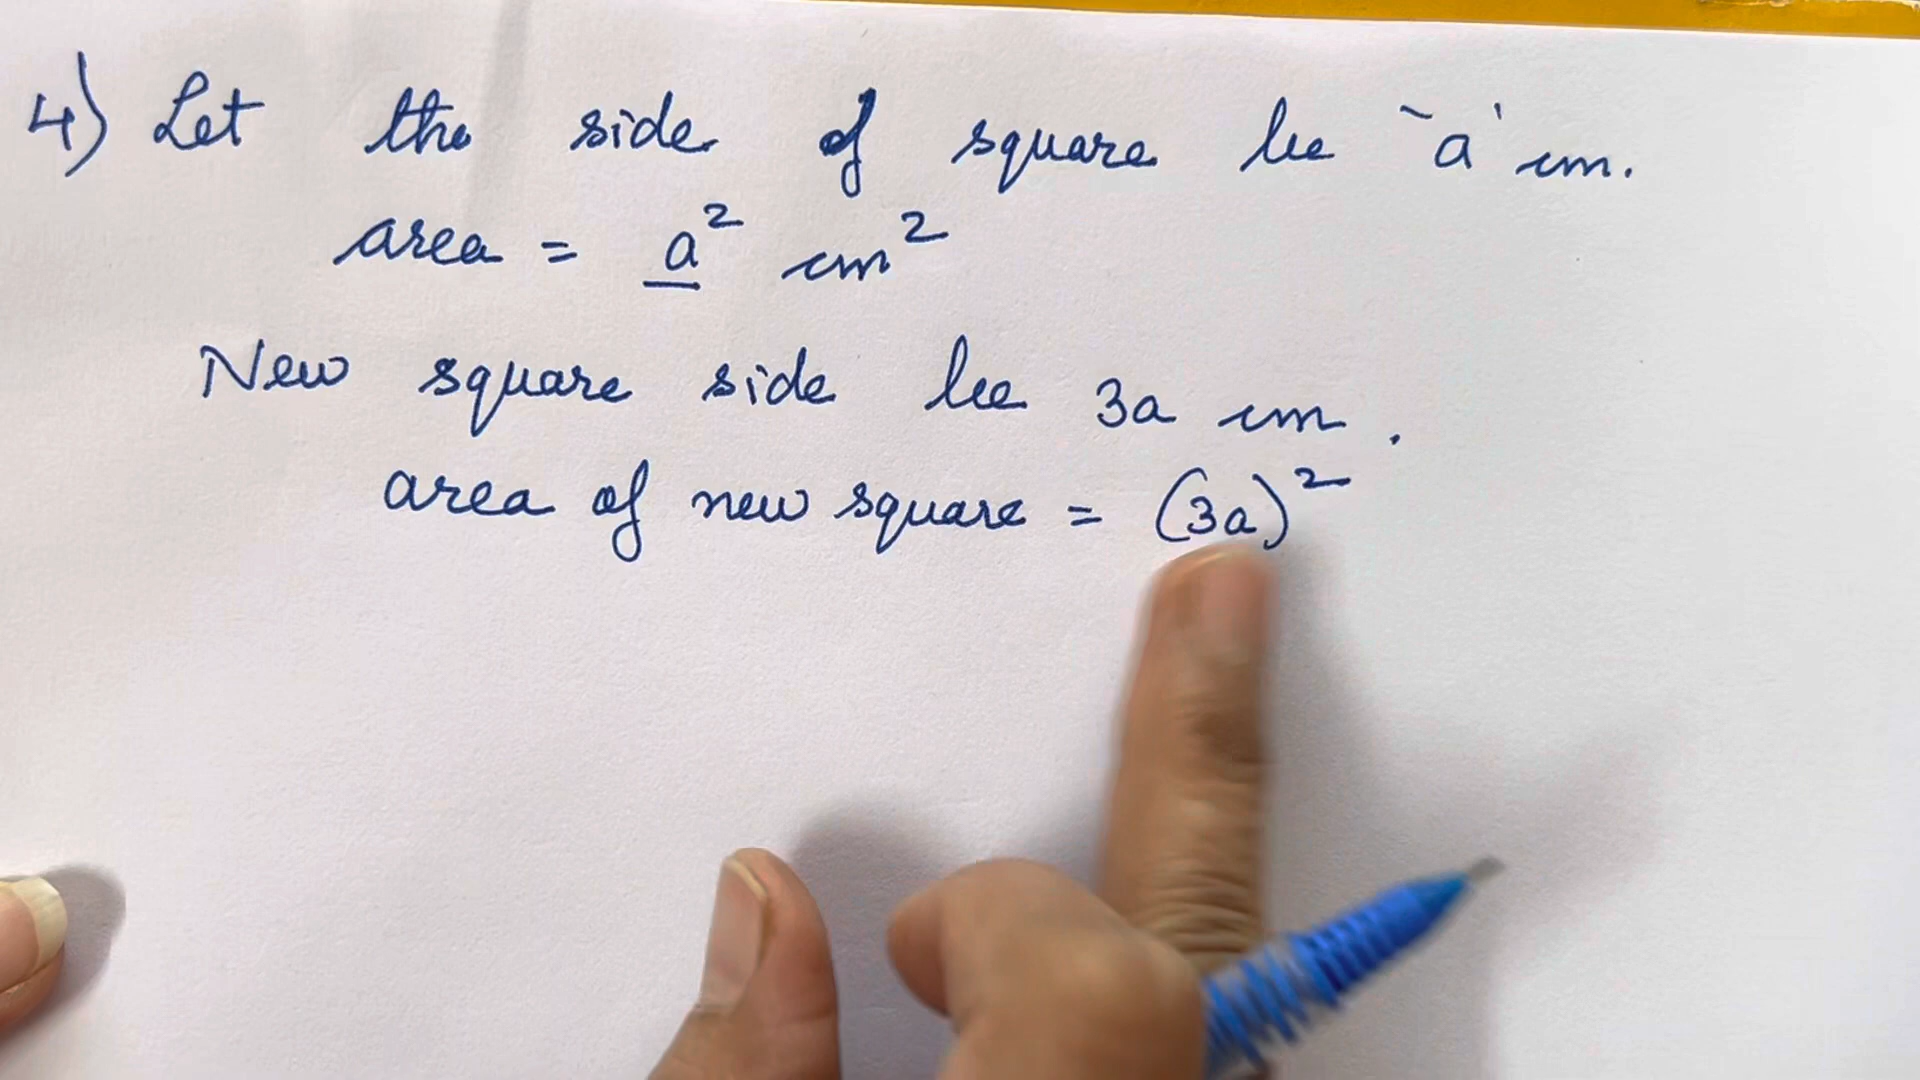 4) Let the side of square be `a' cm.
area = a² cm²
New square side be 3a cm.
area of new square = (3a)²